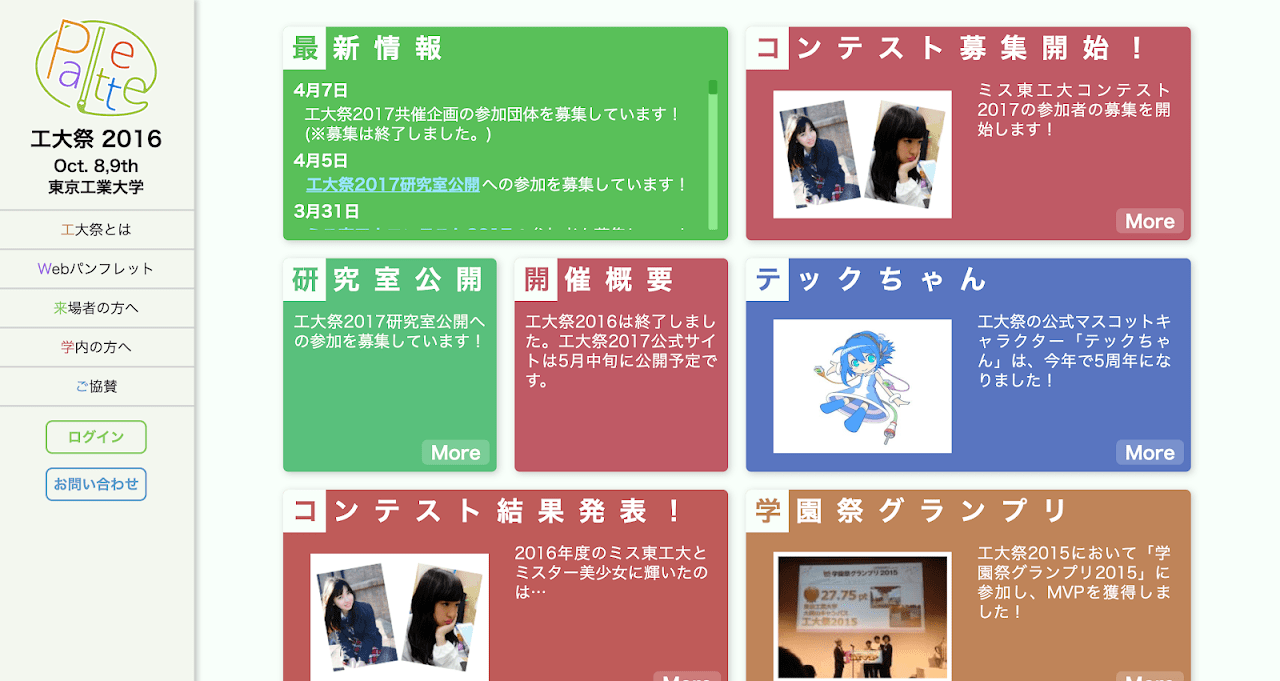 Palette
工大祭 2016
Oct. 8,9th
東京工業大学
工大祭とは
Webパンフレット
来場者の方へ
学内の方へ
ご協賛
ログイン
お問い合わせ
最新情報
4月7日
工大祭2017共催企画の参加団体を募集しています！
(※募集は終了しました。)
4月5日
工大祭2017研究室公開への参加を募集しています！
3月31日
コンテスト募集開始！
ミス東工大コンテスト
2017の参加者の募集を開
始します！
More
研究室公開
工大祭2017研究室公開へ
の参加を募集しています！
More
開催概要
工大祭2016は終了しまし
た。工大祭2017公式サイ
トは5月中旬に公開予定で
す。
テックちゃん
工大祭の公式マスコットキ
ャラクター「テックちゃ
ん」は、今年で5周年にな
りました！
More
コンテスト結果発表！
2016年度のミス東工大と
ミスター美少女に輝いたの
は…
More
学園祭グランプリ
学園祭グランプリ2015
27.75 pt
工大祭2015
工大祭2015において「学
園祭グランプリ2015」に
参加し、MVPを獲得しま
した！
More